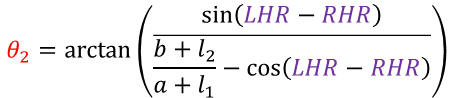 θ₂ = arctan( sin(LHR − RHR) / ( (b + l₂) / (a + l₁) − cos(LHR − RHR) ) )